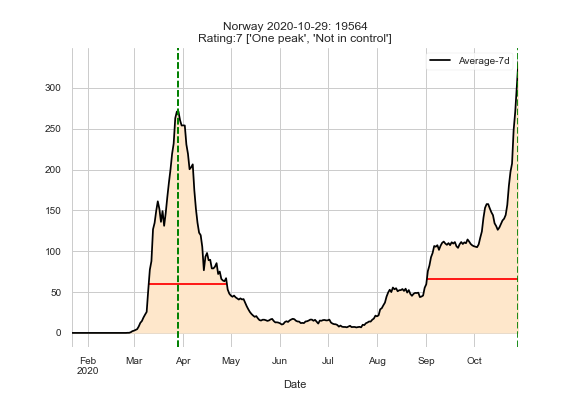 Norway 2020-10-29: 19564
Rating:7 ['One peak', 'Not in control']
Average-7d
300
250
200
150
100
50
0
Feb Mar Apr May Jun Jul Aug Sep Oct
2020
Date